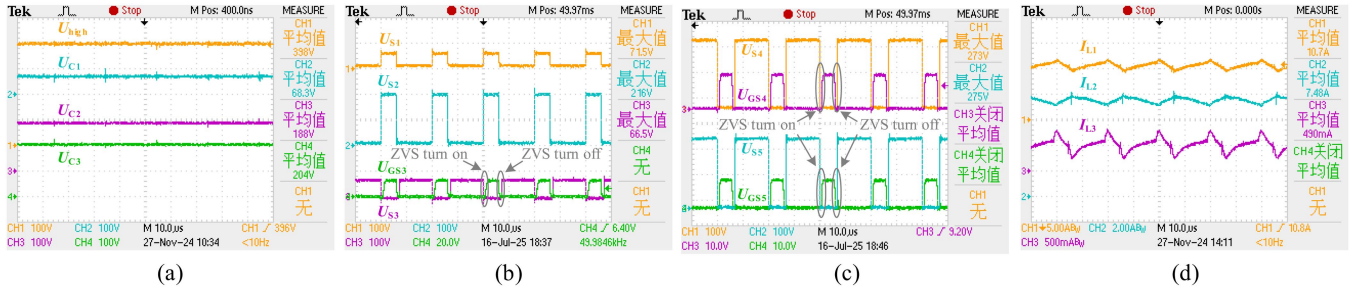 Tek Stop M Pos: 400.0ns MEASURE
U_high
CH1
平均值
398V
U_C1
CH2
平均值
68.3V
U_C2
CH3
平均值
188V
U_C3
CH4
平均值
204V
CH1
无
CH1 100V CH2 100V M 10.0µs CH1 396V
CH3 100V CH4 100V 27-Nov-24 10:34 <10Hz
(a)
Tek Stop M Pos: 49.97ms MEASURE
U_S1
CH1
最大值
71.5V
U_S2
CH2
最大值
216V
CH3
最大值
66.5V
ZVS turn on ZVS turn off
U_GS3
CH4
无
U_S3
CH1
无
CH1 100V CH2 100V M 10.0µs CH4 6.40V
CH3 100V CH4 20.0V 16-Jul-25 18:37 49.9846kHz
(b)
Tek Stop M Pos: 49.97ms MEASURE
U_S4
CH1
最大值
273V
CH2
最大值
275V
U_GS4
CH3关闭
平均值
ZVS turn on ZVS turn off
U_S5
CH4关闭
平均值
U_GS5
CH1
无
CH1 100V CH2 100V M 10.0µs CH3 9.20V
CH3 10.0V CH4 10.0V 16-Jul-25 18:46
(c)
Tek Stop M Pos: 0.000s MEASURE
I_L1
CH1
平均值
10.7A
I_L2
CH2
平均值
7.48A
I_L3
CH3
平均值
490mA
CH4关闭
平均值
CH1
无
CH1 5.00ABW CH2 2.00ABW M 10.0µs CH1 10.8A
CH3 500mABW 27-Nov-24 14:11 <10Hz
(d)